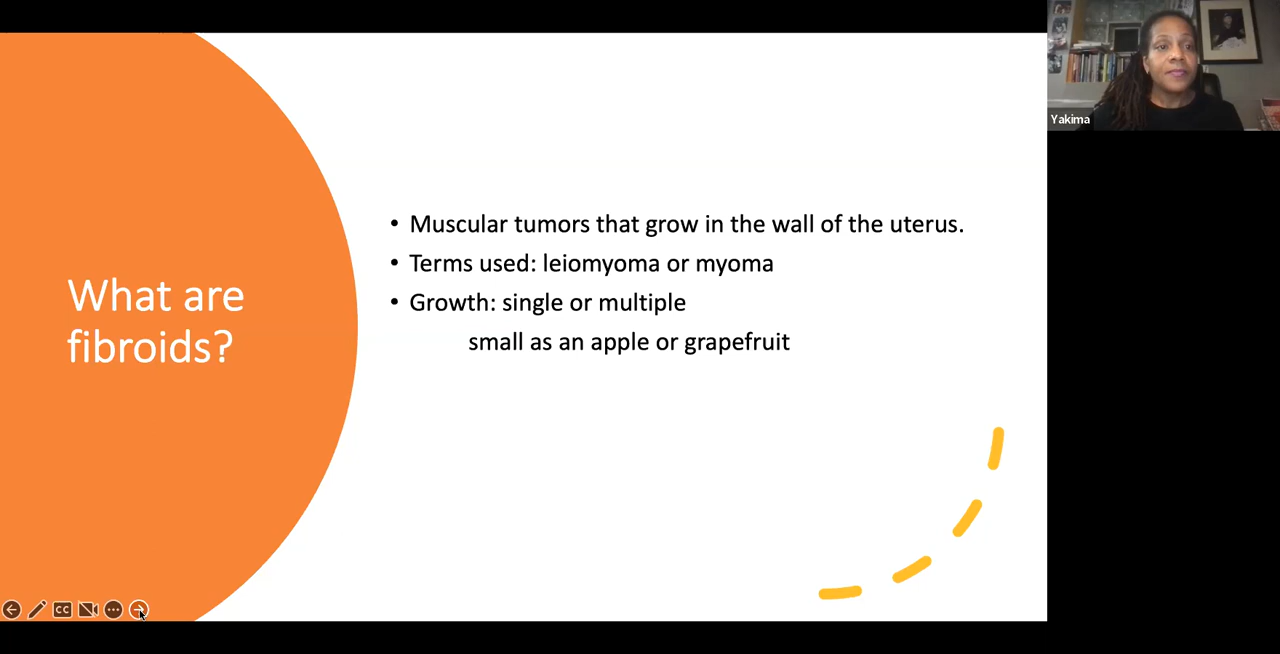 What are
fibroids?
• Muscular tumors that grow in the wall of the uterus.
• Terms used: leiomyoma or myoma
• Growth: single or multiple
small as an apple or grapefruit
Yakima
CC